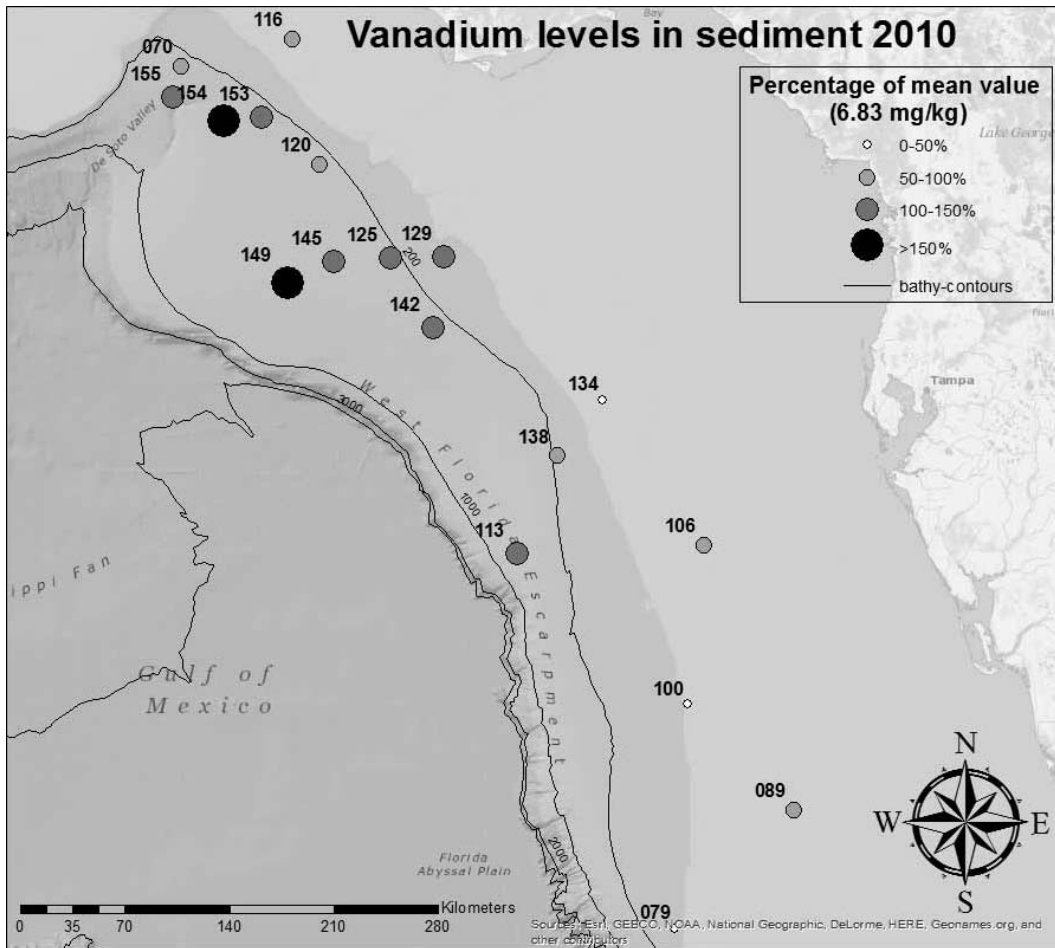 Vanadium levels in sediment 2010
Bay
Percentage of mean value
(6.83 mg/kg)
0-50%
50-100%
100-150%
>150%
bathy-contours
Lake George
116
070
155
154
153
De Soto Valley
120
145
125
129
200
149
142
134
Tampa
138
West Florida Escarpment
3000
1000
113
106
ippi Fan
Gulf of
Mexico
100
089
N
W
E
S
2000
Florida
Abyssal Plain
079
Kilometers
0 35 70 140 210 280
Sources: Esri, GEBCO, NOAA, National Geographic, DeLorme, HERE, Geonames.org, and
other contributors